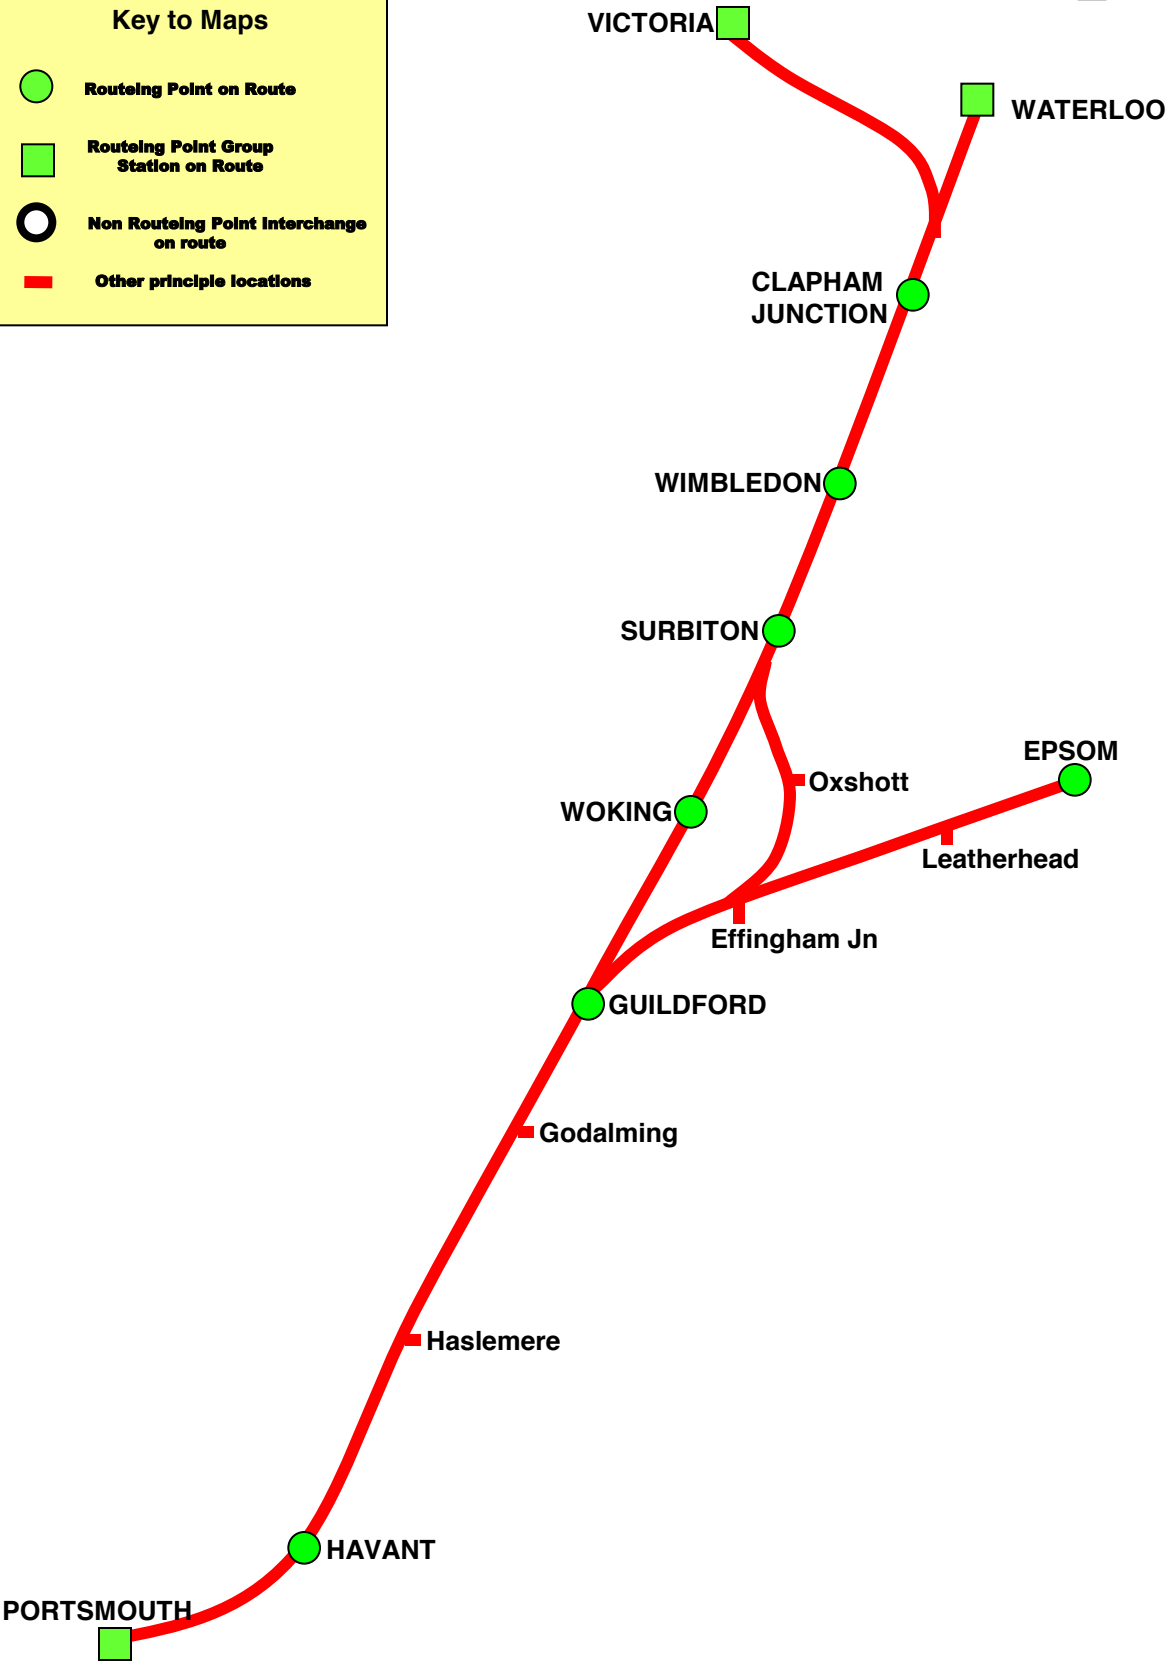 Key to Maps
Routeing Point on Route
Routeing Point Group
Station on Route
Non Routeing Point Interchange
on route
Other principle locations
VICTORIA
WATERLOO
CLAPHAM
JUNCTION
WIMBLEDON
SURBITON
EPSOM
Oxshott
WOKING
Leatherhead
Effingham Jn
GUILDFORD
Godalming
Haslemere
HAVANT
PORTSMOUTH